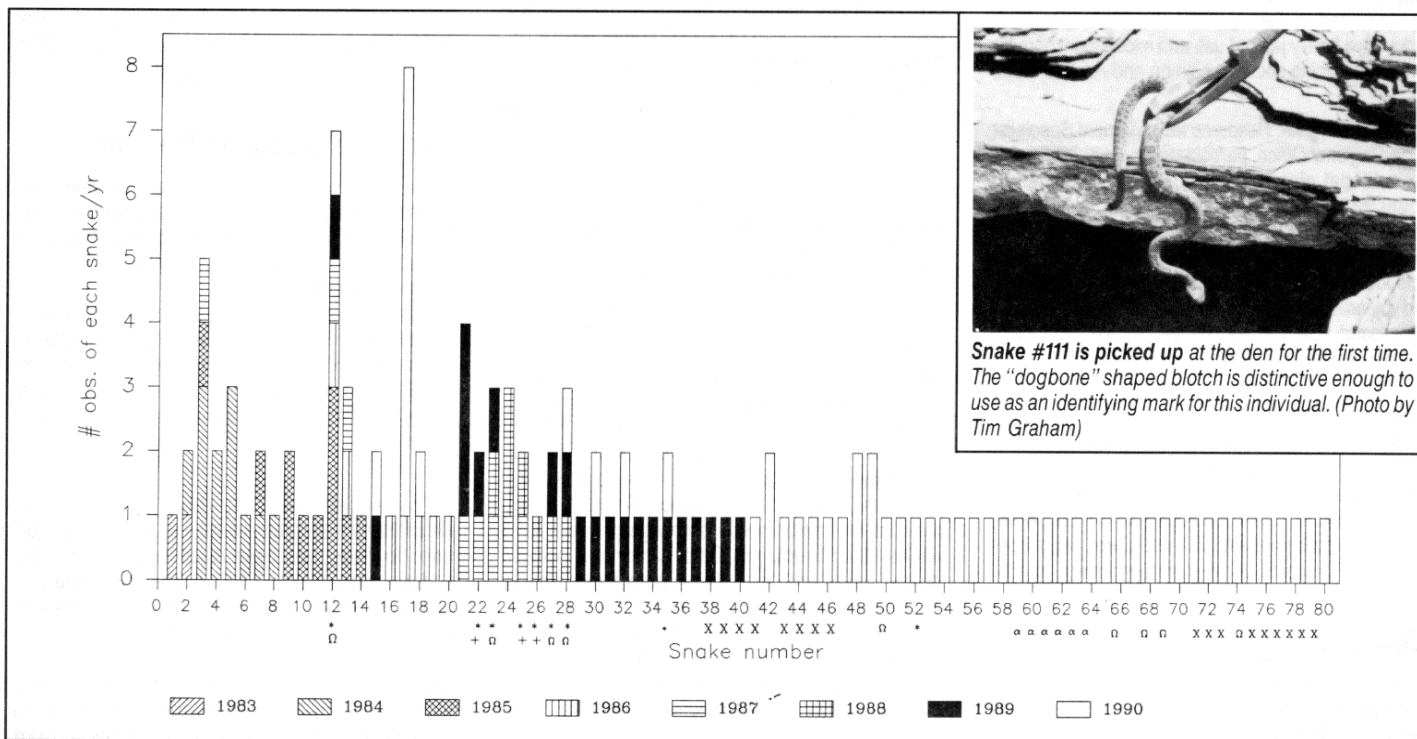 8
7
6
5
4
3
2
1
0
# obs. of each snake/yr
0 2 4 6 8 10 12 14 16 18 20 22 24 26 28 30 32 34 36 38 40 42 44 46 48 50 52 54 56 58 60 62 64 66 68 70 72 74 76 78 80
* * * * * * * * X X X X X X X X Ω * α α α α α α Ω Ω Ω X X X Ω X X X X X
Ω + Ω + + Ω Ω
Snake number
1983 1984 1985 1986 1987 1988 1989 1990
Snake #111 is picked up at the den for the first time.
The "dogbone" shaped blotch is distinctive enough to
use as an identifying mark for this individual. (Photo by
Tim Graham)